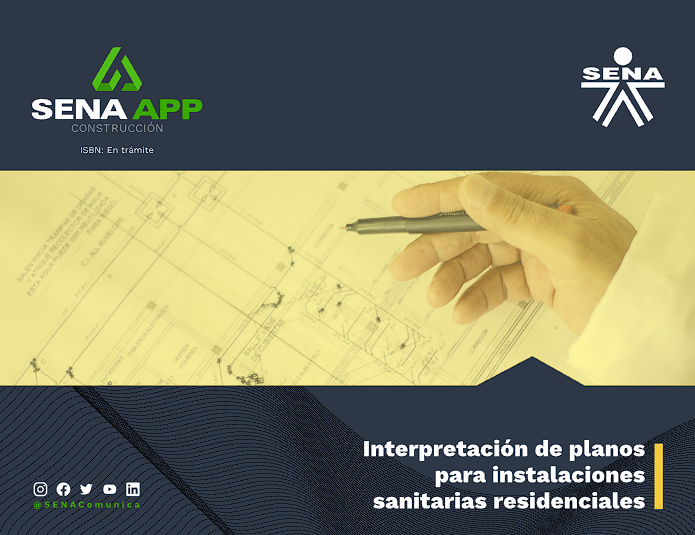 SENA APP
CONSTRUCCIÓN
ISBN: En trámite
SENA
Interpretación de planos
para instalaciones
sanitarias residenciales
@SENAComunica